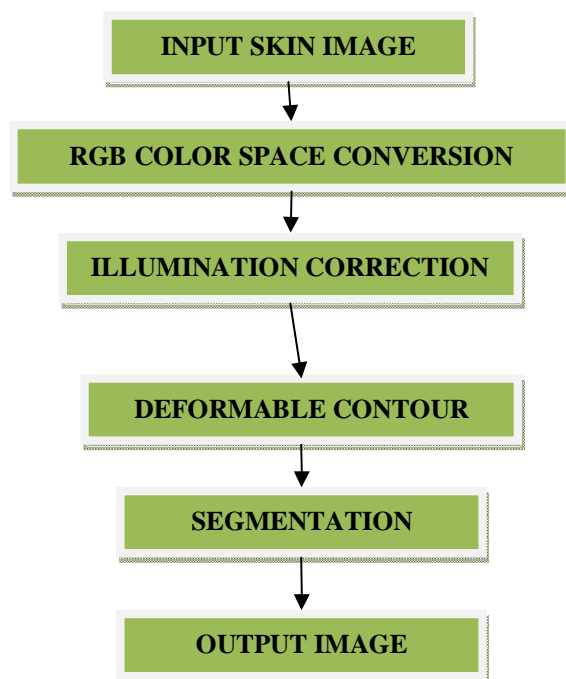 INPUT SKIN IMAGE
RGB COLOR SPACE CONVERSION
ILLUMINATION CORRECTION
DEFORMABLE CONTOUR
SEGMENTATION
OUTPUT IMAGE